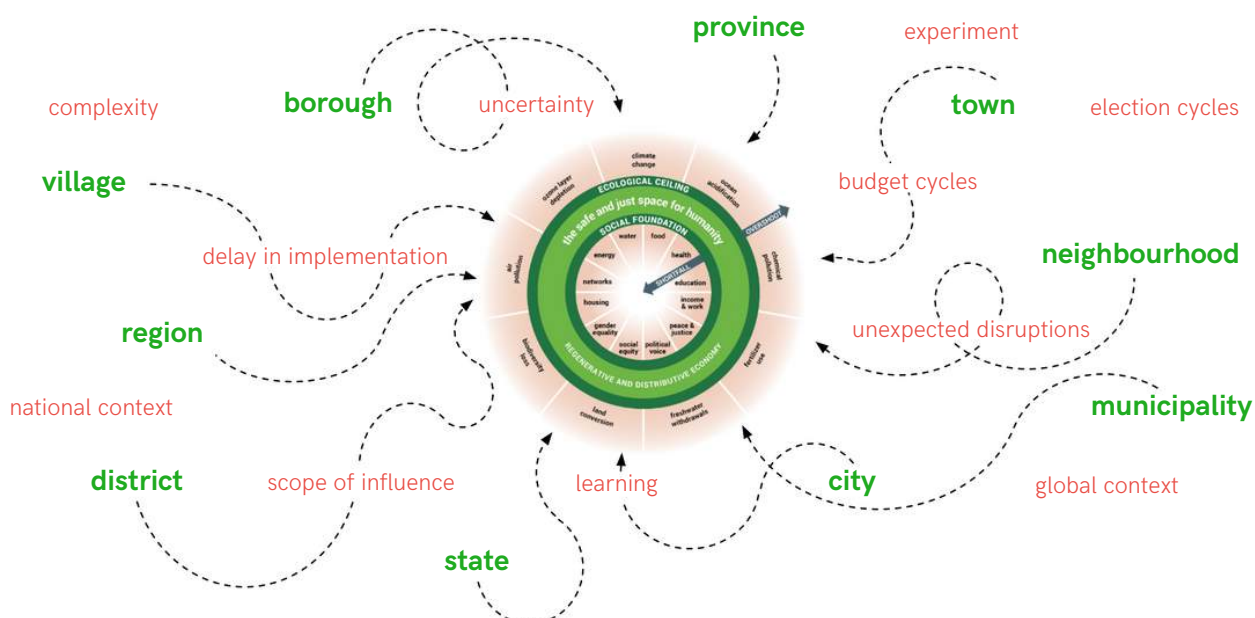 province
experiment
complexity
borough
uncertainty
town
election cycles
village
budget cycles
delay in implementation
neighbourhood
region
unexpected disruptions
national context
municipality
district
scope of influence
learning
city
global context
state
climate
change
ocean
acidification
chemical
pollution
fertilizer
use
freshwater
withdrawals
land
conversion
biodiversity
loss
air
pollution
ozone layer
depletion
ECOLOGICAL CEILING
the safe and just space for humanity
SOCIAL FOUNDATION
OVERSHOOT
SHORTFALL
water
food
health
education
income
& work
peace &
justice
political
voice
social
equity
gender
equality
housing
networks
energy
REGENERATIVE AND DISTRIBUTIVE ECONOMY